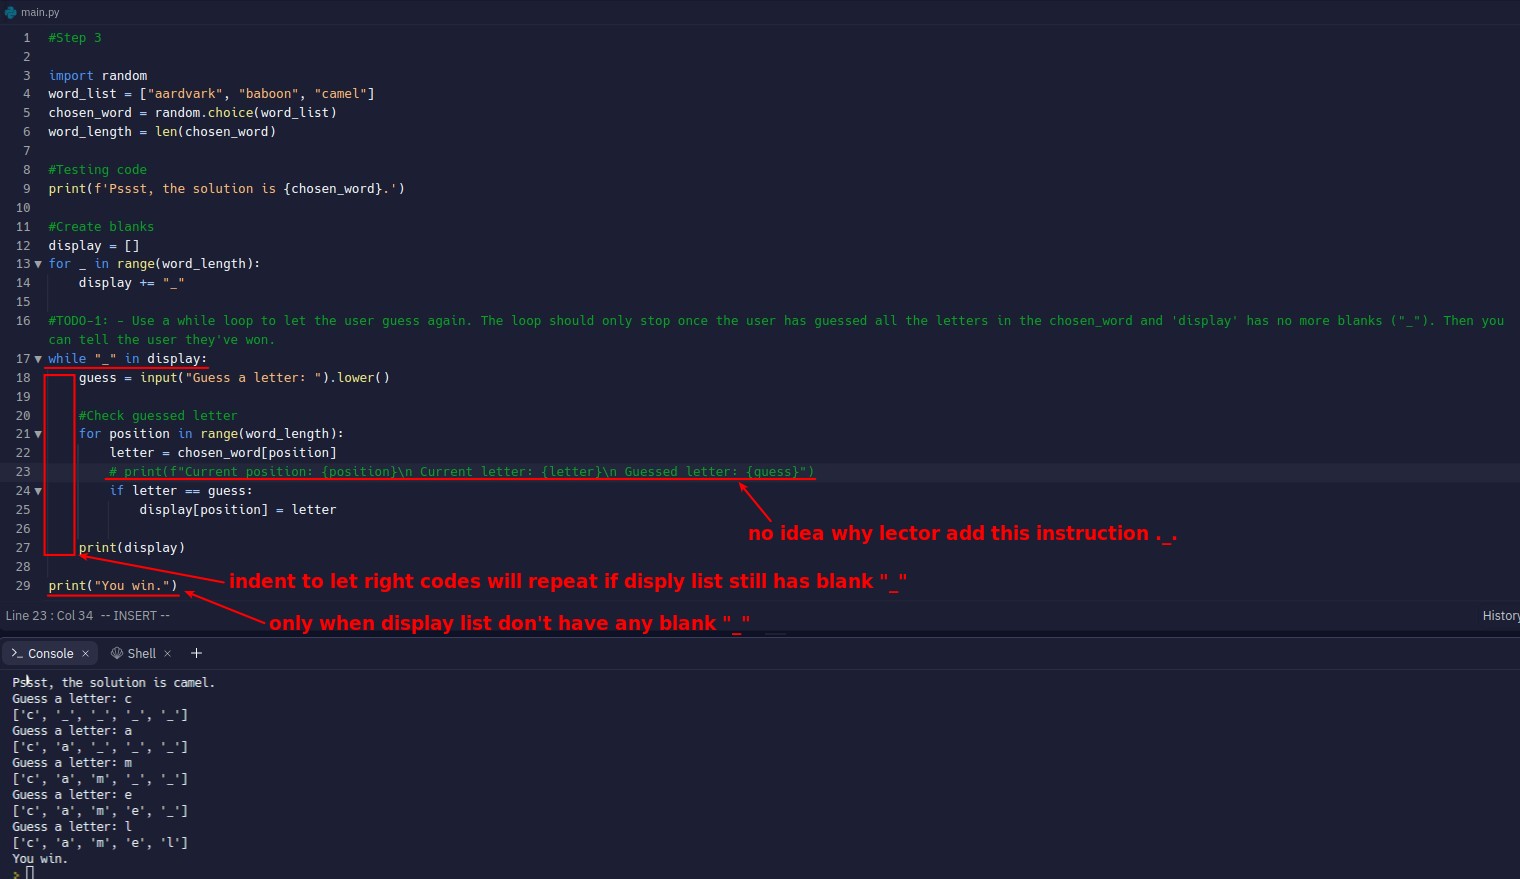 main.py
1 #Step 3
2
3 import random
4 word_list = ["aardvark", "baboon", "camel"]
5 chosen_word = random.choice(word_list)
6 word_length = len(chosen_word)
7
8 #Testing code
9 print(f'Pssst, the solution is {chosen_word}.')
10
11 #Create blanks
12 display = []
13 for _ in range(word_length):
14     display += "_"
15
16 #TODO-1: - Use a while loop to let the user guess again. The loop should only stop once the user has guessed all the letters in the chosen_word and 'display' has no more blanks ("_"). Then you
can tell the user they've won.
17 while "_" in display:
18     guess = input("Guess a letter: ").lower()
19
20     #Check guessed letter
21     for position in range(word_length):
22         letter = chosen_word[position]
23         # print(f"Current position: {position}\n Current letter: {letter}\n Guessed letter: {guess}")
24         if letter == guess:
25             display[position] = letter
no idea why lector add this instruction ._.
26
27     print(display)
28
indent to let right codes will repeat if disply list still has blank "_"
29 print("You win.")
only when display list don't have any blank "_"
Line 23 : Col 34 -- INSERT --
History
Console
Shell
Pssst, the solution is camel.
Guess a letter: c
['c', '_', '_', '_', '_']
Guess a letter: a
['c', 'a', '_', '_', '_']
Guess a letter: m
['c', 'a', 'm', '_', '_']
Guess a letter: e
['c', 'a', 'm', 'e', '_']
Guess a letter: l
['c', 'a', 'm', 'e', 'l']
You win.